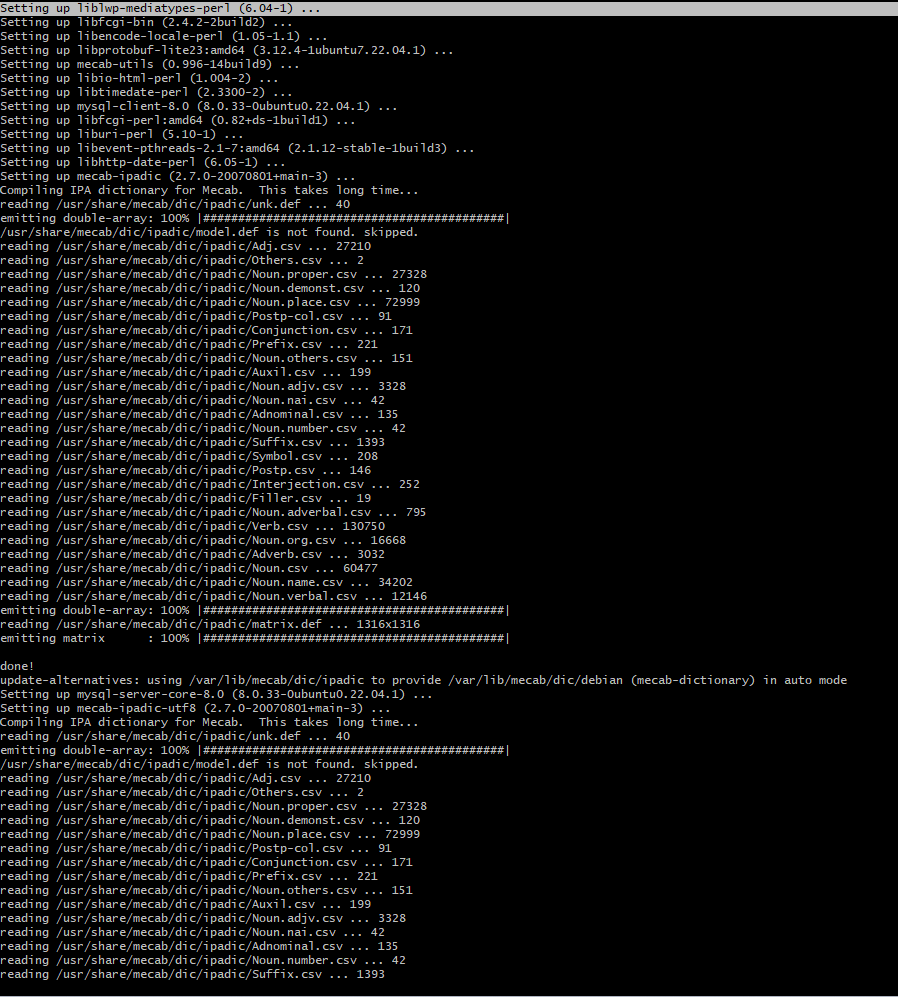 Setting up liblwp-mediatypes-perl (6.04-1) ...
Setting up libfcgi-bin (2.4.2-2build2) ...
Setting up libencode-locale-perl (1.05-1.1) ...
Setting up libprotobuf-lite23:amd64 (3.12.4-1ubuntu7.22.04.1) ...
Setting up mecab-utils (0.996-14build9) ...
Setting up libio-html-perl (1.004-2) ...
Setting up libtimedate-perl (2.3300-2) ...
Setting up mysql-client-8.0 (8.0.33-0ubuntu0.22.04.1) ...
Setting up libfcgi-perl:amd64 (0.82+ds-1build1) ...
Setting up liburi-perl (5.10-1) ...
Setting up libevent-pthreads-2.1-7:amd64 (2.1.12-stable-1build3) ...
Setting up libhttp-date-perl (6.05-1) ...
Setting up mecab-ipadic (2.7.0-20070801+main-3) ...
Compiling IPA dictionary for Mecab.  This takes long time...
reading /usr/share/mecab/dic/ipadic/unk.def ... 40
emitting double-array: 100% |###########################################|
/usr/share/mecab/dic/ipadic/model.def is not found. skipped.
reading /usr/share/mecab/dic/ipadic/Adj.csv ... 27210
reading /usr/share/mecab/dic/ipadic/Others.csv ... 2
reading /usr/share/mecab/dic/ipadic/Noun.proper.csv ... 27328
reading /usr/share/mecab/dic/ipadic/Noun.demonst.csv ... 120
reading /usr/share/mecab/dic/ipadic/Noun.place.csv ... 72999
reading /usr/share/mecab/dic/ipadic/Postp-col.csv ... 91
reading /usr/share/mecab/dic/ipadic/Conjunction.csv ... 171
reading /usr/share/mecab/dic/ipadic/Prefix.csv ... 221
reading /usr/share/mecab/dic/ipadic/Noun.others.csv ... 151
reading /usr/share/mecab/dic/ipadic/Auxil.csv ... 199
reading /usr/share/mecab/dic/ipadic/Noun.adjv.csv ... 3328
reading /usr/share/mecab/dic/ipadic/Noun.nai.csv ... 42
reading /usr/share/mecab/dic/ipadic/Adnominal.csv ... 135
reading /usr/share/mecab/dic/ipadic/Noun.number.csv ... 42
reading /usr/share/mecab/dic/ipadic/Suffix.csv ... 1393
reading /usr/share/mecab/dic/ipadic/Symbol.csv ... 208
reading /usr/share/mecab/dic/ipadic/Postp.csv ... 146
reading /usr/share/mecab/dic/ipadic/Interjection.csv ... 252
reading /usr/share/mecab/dic/ipadic/Filler.csv ... 19
reading /usr/share/mecab/dic/ipadic/Noun.adverbal.csv ... 795
reading /usr/share/mecab/dic/ipadic/Verb.csv ... 130750
reading /usr/share/mecab/dic/ipadic/Noun.org.csv ... 16668
reading /usr/share/mecab/dic/ipadic/Adverb.csv ... 3032
reading /usr/share/mecab/dic/ipadic/Noun.csv ... 60477
reading /usr/share/mecab/dic/ipadic/Noun.name.csv ... 34202
reading /usr/share/mecab/dic/ipadic/Noun.verbal.csv ... 12146
emitting double-array: 100% |###########################################|
reading /usr/share/mecab/dic/ipadic/matrix.def ... 1316x1316
emitting matrix      : 100% |###########################################|

done!
update-alternatives: using /var/lib/mecab/dic/ipadic to provide /var/lib/mecab/dic/debian (mecab-dictionary) in auto mode
Setting up mysql-server-core-8.0 (8.0.33-0ubuntu0.22.04.1) ...
Setting up mecab-ipadic-utf8 (2.7.0-20070801+main-3) ...
Compiling IPA dictionary for Mecab.  This takes long time...
reading /usr/share/mecab/dic/ipadic/unk.def ... 40
emitting double-array: 100% |###########################################|
/usr/share/mecab/dic/ipadic/model.def is not found. skipped.
reading /usr/share/mecab/dic/ipadic/Adj.csv ... 27210
reading /usr/share/mecab/dic/ipadic/Others.csv ... 2
reading /usr/share/mecab/dic/ipadic/Noun.proper.csv ... 27328
reading /usr/share/mecab/dic/ipadic/Noun.demonst.csv ... 120
reading /usr/share/mecab/dic/ipadic/Noun.place.csv ... 72999
reading /usr/share/mecab/dic/ipadic/Postp-col.csv ... 91
reading /usr/share/mecab/dic/ipadic/Conjunction.csv ... 171
reading /usr/share/mecab/dic/ipadic/Prefix.csv ... 221
reading /usr/share/mecab/dic/ipadic/Noun.others.csv ... 151
reading /usr/share/mecab/dic/ipadic/Auxil.csv ... 199
reading /usr/share/mecab/dic/ipadic/Noun.adjv.csv ... 3328
reading /usr/share/mecab/dic/ipadic/Noun.nai.csv ... 42
reading /usr/share/mecab/dic/ipadic/Adnominal.csv ... 135
reading /usr/share/mecab/dic/ipadic/Noun.number.csv ... 42
reading /usr/share/mecab/dic/ipadic/Suffix.csv ... 1393